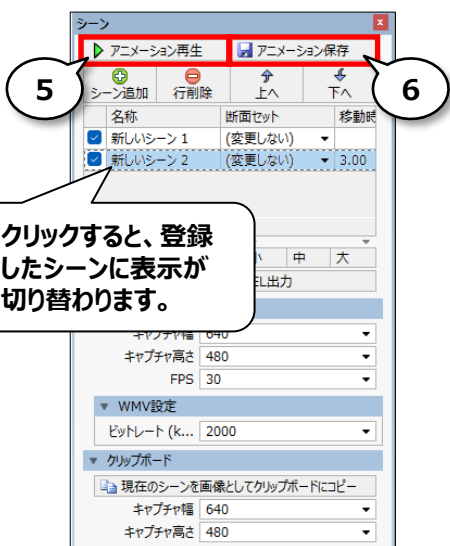 シーン
アニメーション再生 アニメーション保存
5
6
シーン追加 行削除 上へ 下へ
名称 断面セット 移動時
新しいシーン 1 (変更しない)
新しいシーン 2 (変更しない) 3.00
クリックすると、登録
したシーンに表示が
切り替わります。
小 中 大
EL出力
キャプチャ幅 640
キャプチャ高さ 480
FPS 30
WMV設定
ビットレート (k... 2000
クリップボード
現在のシーンを画像としてクリップボードにコピー
キャプチャ幅 640
キャプチャ高さ 480